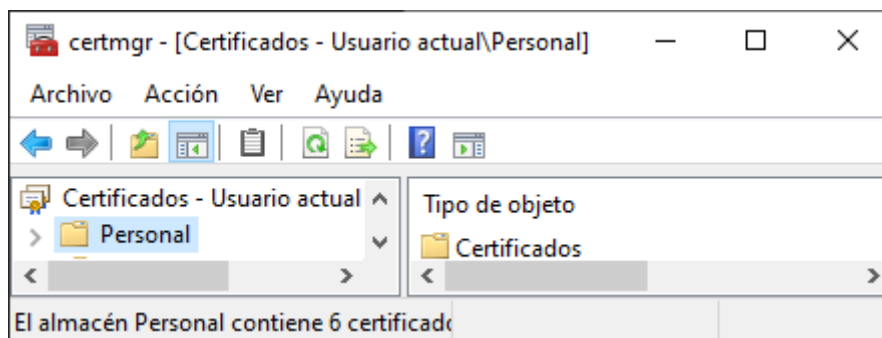 certmgr - [Certificados - Usuario actual\Personal]
Archivo Acción Ver Ayuda
Certificados - Usuario actual
Personal
Tipo de objeto
Certificados
El almacén Personal contiene 6